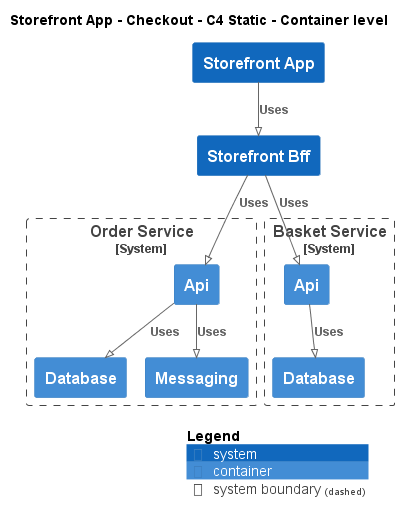 Storefront App - Checkout - C4 Static - Container level
Storefront App
Uses
Storefront Bff
Uses
Uses
Order Service
[System]
Basket Service
[System]
Api
Api
Uses
Uses
Uses
Database
Messaging
Database
Legend
system
container
system boundary (dashed)